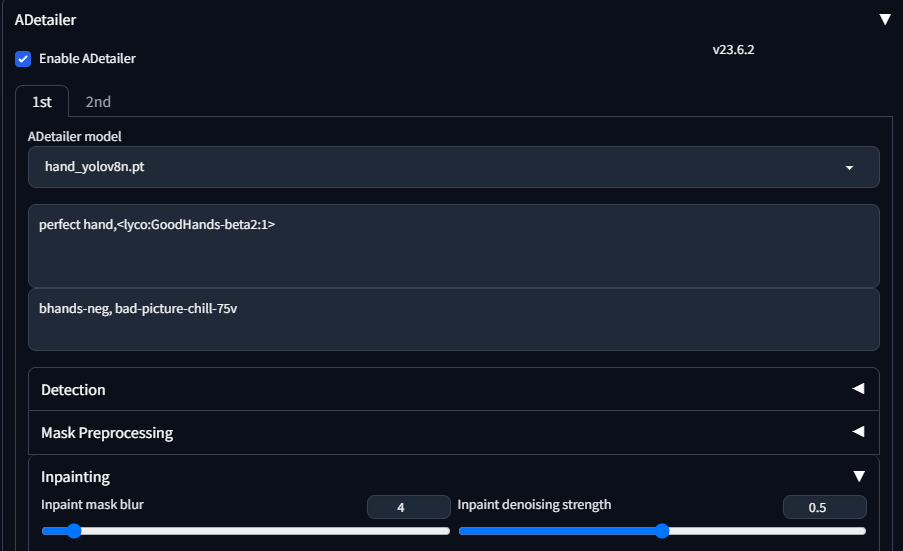 ADetailer
Enable ADetailer
v23.6.2
1st 2nd
ADetailer model
hand_yolov8n.pt
perfect hand,<lyco:GoodHands-beta2:1>
bhands-neg, bad-picture-chill-75v
Detection
Mask Preprocessing
Inpainting
Inpaint mask blur 4 Inpaint denoising strength 0.5